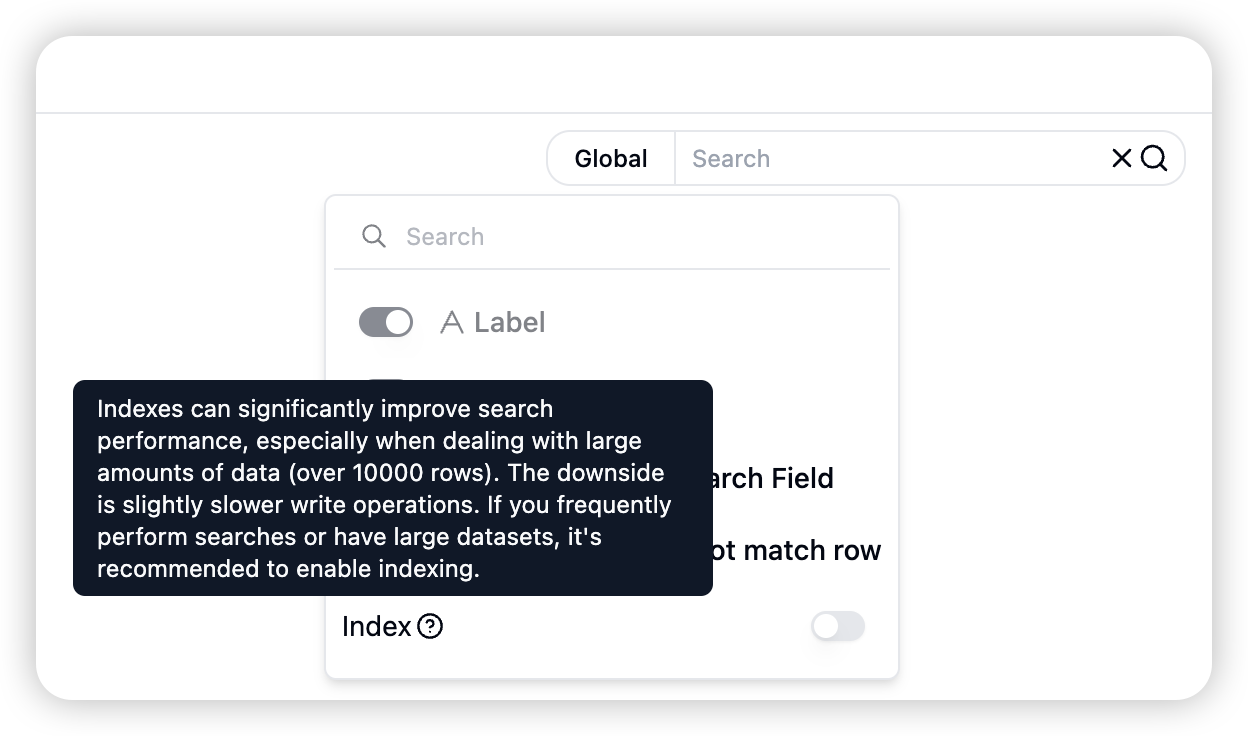 Global
Search
Search
Label
Indexes can significantly improve search
performance, especially when dealing with large
amounts of data (over 10000 rows). The downside
is slightly slower write operations. If you frequently
perform searches or have large datasets, it's
recommended to enable indexing.
Field
match row
Index